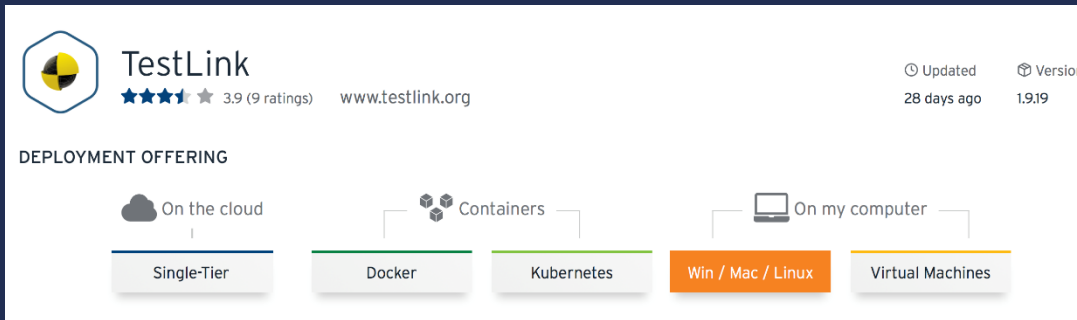 TestLink
3.9 (9 ratings) www.testlink.org
Updated
28 days ago
Version
1.9.19
DEPLOYMENT OFFERING
On the cloud
Containers
On my computer
Single-Tier
Docker
Kubernetes
Win / Mac / Linux
Virtual Machines